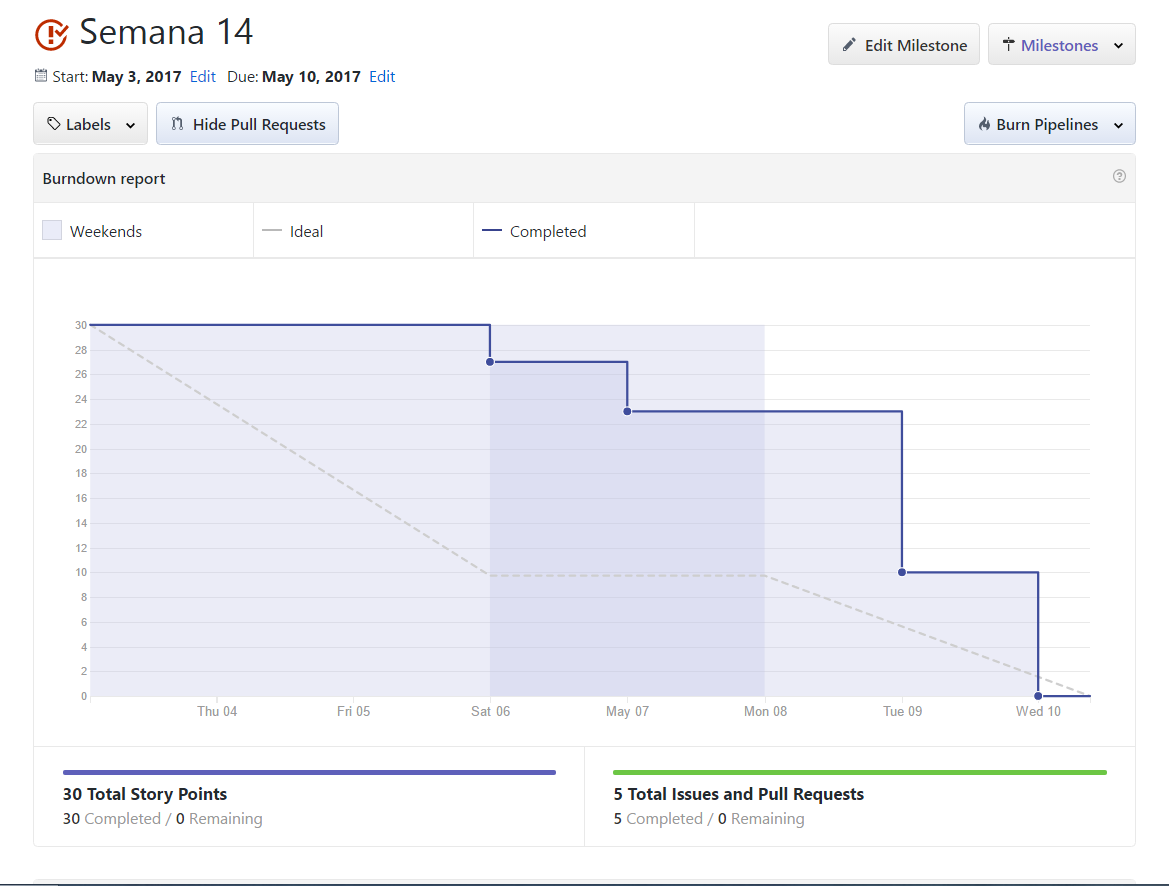 Semana 14
Edit Milestone
Milestones
Start: May 3, 2017 Edit Due: May 10, 2017 Edit
Labels
Hide Pull Requests
Burn Pipelines
Burndown report
Weekends
Ideal
Completed
30
28
26
24
22
20
18
16
14
12
10
8
6
4
2
0
Thu 04
Fri 05
Sat 06
May 07
Mon 08
Tue 09
Wed 10
30 Total Story Points
30 Completed / 0 Remaining
5 Total Issues and Pull Requests
5 Completed / 0 Remaining